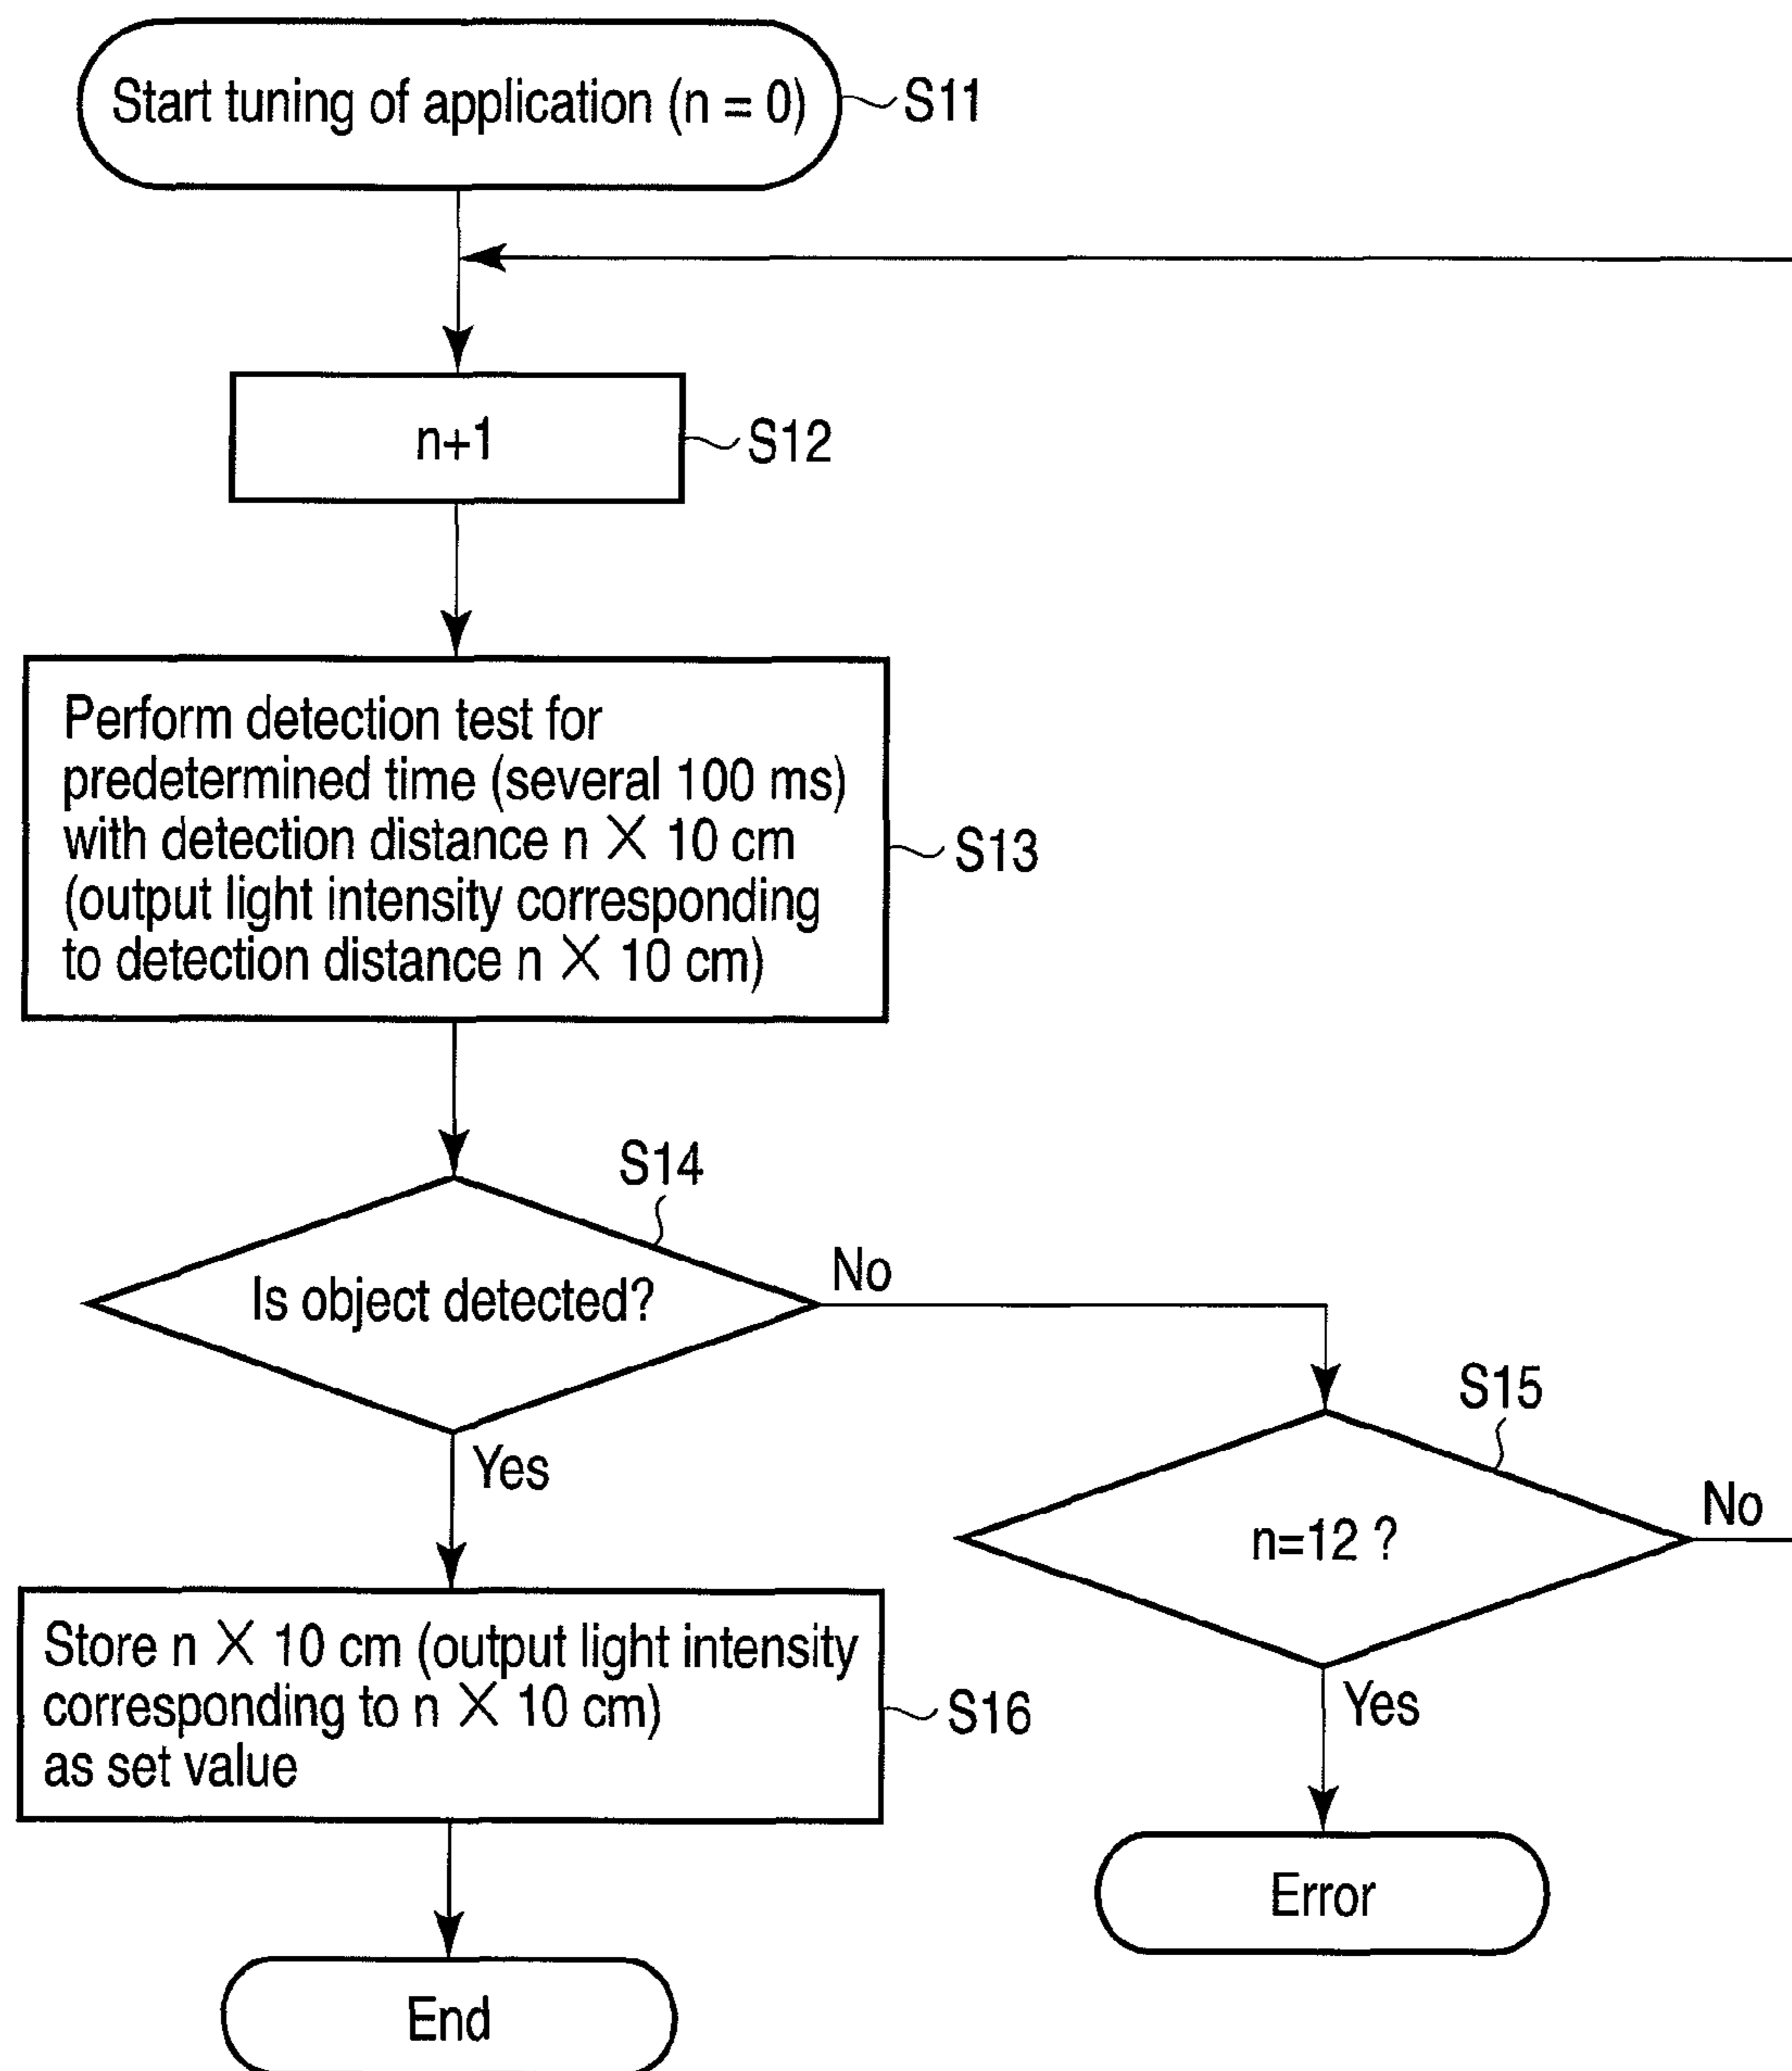 Start tuning of application (n = 0)
S11
n+1
S12
Perform detection test for
predetermined time (several 100 ms)
with detection distance n X 10 cm
(output light intensity corresponding
to detection distance n X 10 cm)
S13
S14
Is object detected?
No
Yes
S15
n=12 ?
No
Yes
Store n X 10 cm (output light intensity
corresponding to n X 10 cm)
as set value
S16
Error
End